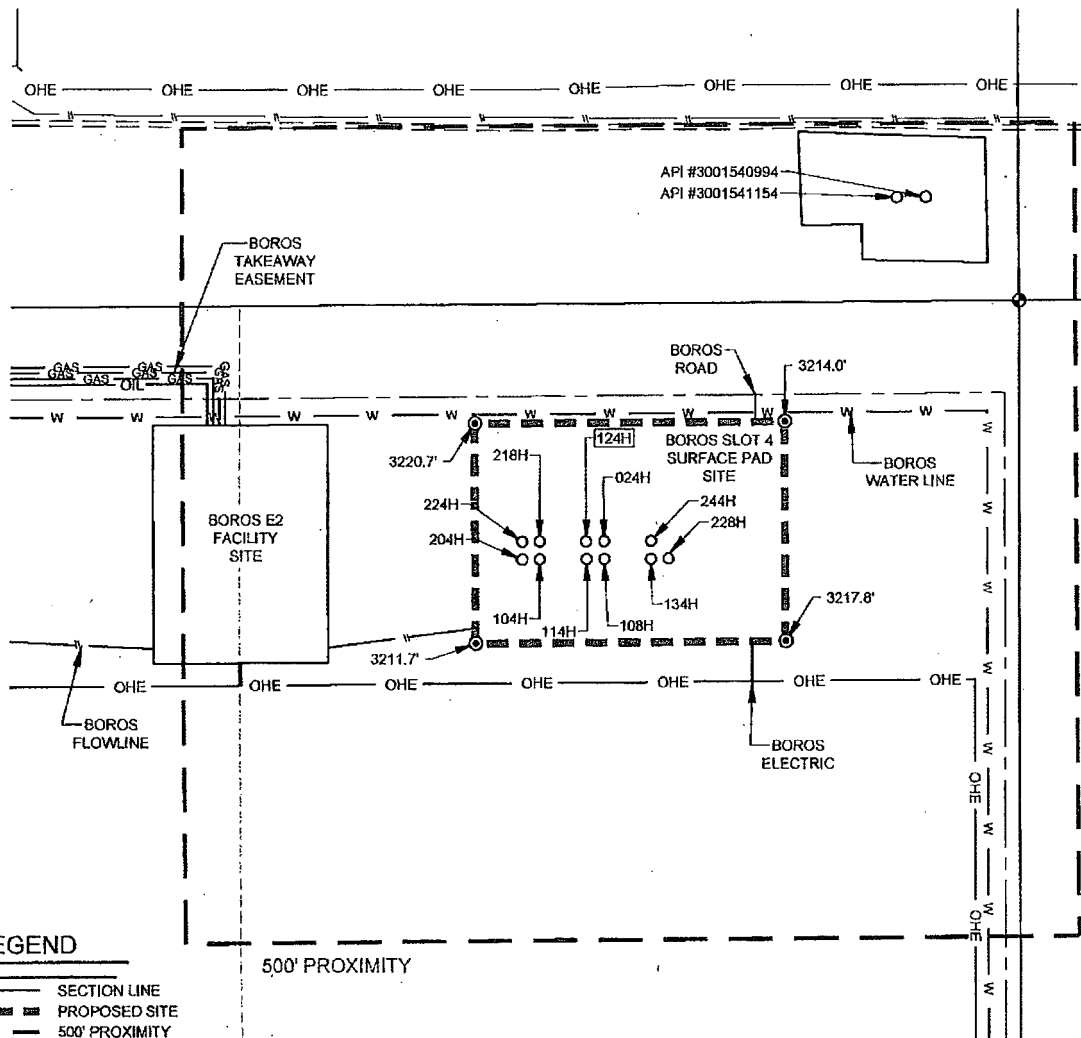 OHE OHE OHE OHE OHE OHE OHE OHE
API #3001540994
API #3001541154
BOROS
TAKEAWAY
EASEMENT
GAS GAS
GAS GAS
GAS GAS
OIL
GAS
GAS
BOROS
ROAD
3214.0'
W W W W W W W W W W W W
W
3220.7'
218H
124H
BOROS SLOT 4
SURFACE PAD
SITE
024H
BOROS
WATER LINE
224H
244H
204H
228H
BOROS E2
FACILITY
SITE
104H
114H
108H
134H
3217.8'
3211.7'
OHE OHE OHE OHE OHE OHE OHE
BOROS
FLOWLINE
BOROS
ELECTRIC
W
W
W
W
OHE
W
W
OHE
W
W
EGEND
500' PROXIMITY
SECTION LINE
PROPOSED SITE
500' PROXIMITY